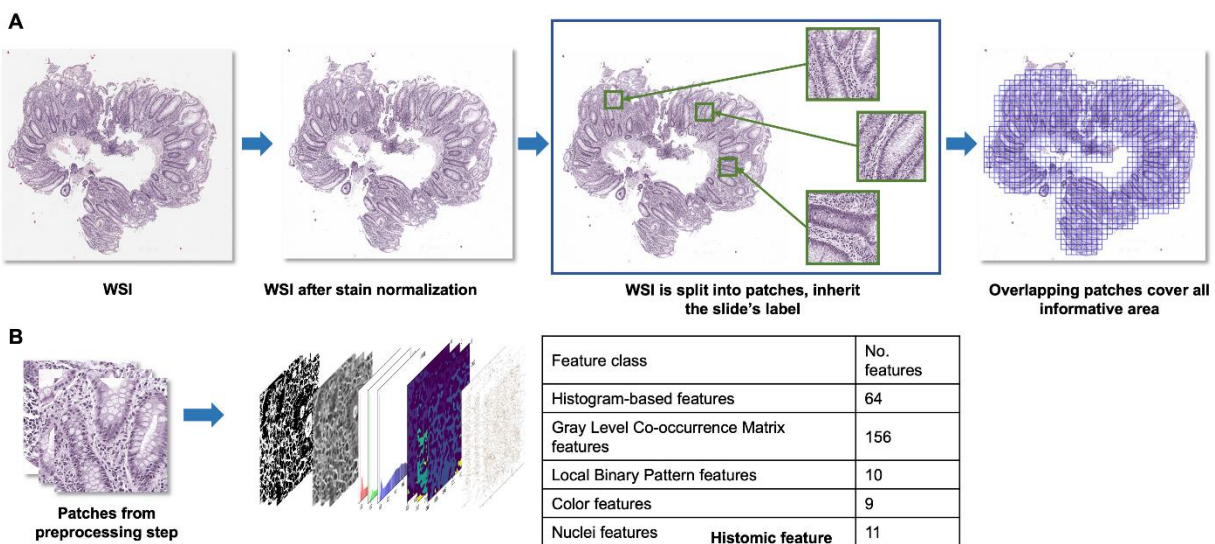 A
WSI
WSI after stain normalization
WSI is split into patches, inherit
the slide's label
Overlapping patches cover all
informative area
B
Patches from
preprocessing step
Feature class
No.
features
Histogram-based features
64
Gray Level Co-occurrence Matrix
features
156
Local Binary Pattern features
10
Color features
9
Nuclei features
11
Histomic feature